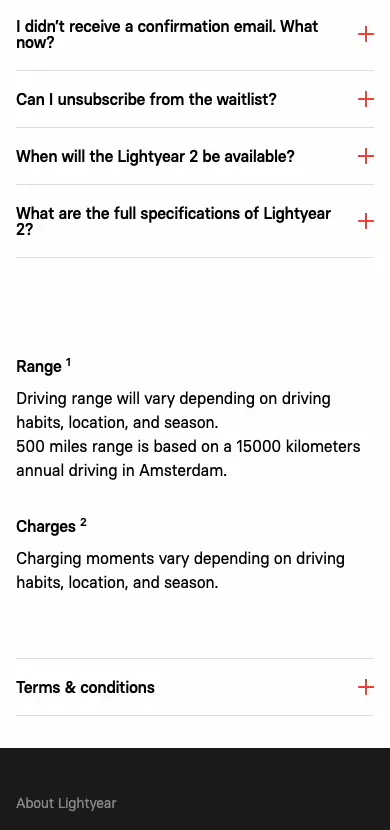 I didn’t receive a confirmation email. What
now?
Can I unsubscribe from the waitlist?
When will the Lightyear 2 be available?
What are the full specifications of Lightyear
2?
Range 1
Driving range will vary depending on driving
habits, location, and season.
500 miles range is based on a 15000 kilometers
annual driving in Amsterdam.
Charges 2
Charging moments vary depending on driving
habits, location, and season.
Terms & conditions
About Lightyear